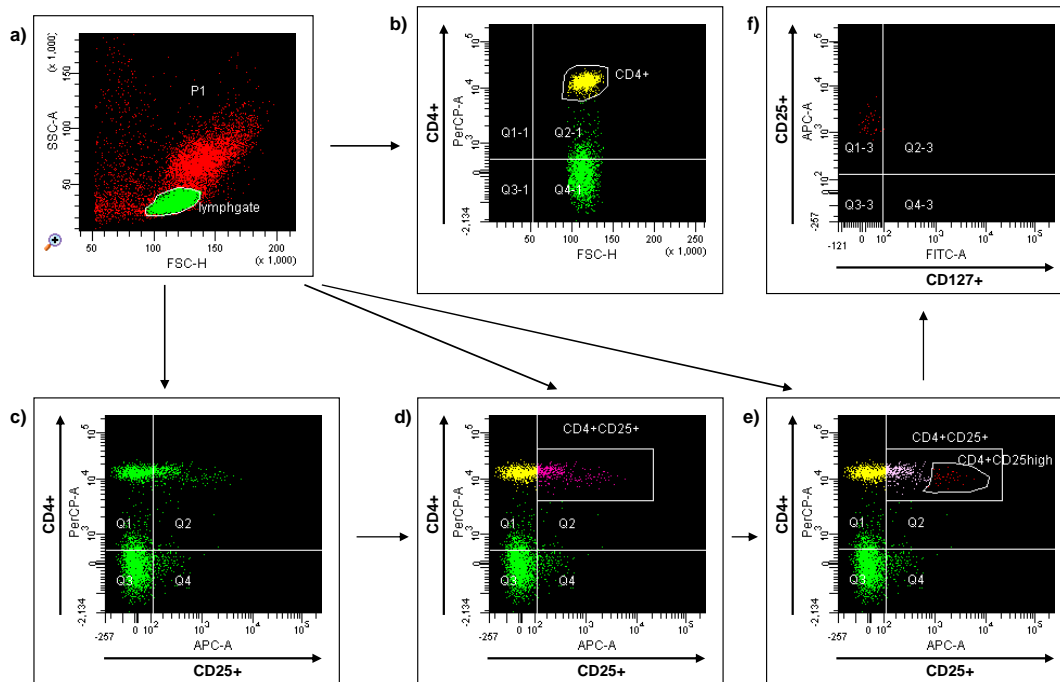 a)
(x 1,000)
SSC-A
150
100
50
P1
lymphgate
50
100
150
200
FSC-H
(x 1,000)
b)
CD4+
PerCP-A
10^5
10^4
10^3
0
-2,134
CD4+
Q1-1
Q2-1
Q3-1
Q4-1
50
100
150
200
250
FSC-H
(x 1,000)
f)
CD25+
APC-A
10^5
10^4
10^3
10^2
-257
Q1-3
Q2-3
Q3-3
Q4-3
-121
0
10^2
10^3
10^4
10^5
FITC-A
CD127+
c)
CD4+
PerCP-A
10^5
10^4
10^3
0
-2,134
Q1
Q2
Q3
Q4
-257
0
10^2
10^3
10^4
10^5
APC-A
CD25+
d)
CD4+
PerCP-A
10^5
10^4
10^3
0
-2,134
CD4+CD25+
Q1
Q2
Q3
Q4
-257
0
10^2
10^3
10^4
10^5
APC-A
CD25+
e)
CD4+
PerCP-A
10^5
10^4
10^3
0
-2,134
CD4+CD25+
CD4+CD25high
Q1
Q2
Q3
Q4
-257
0
10^2
10^3
10^4
10^5
APC-A
CD25+